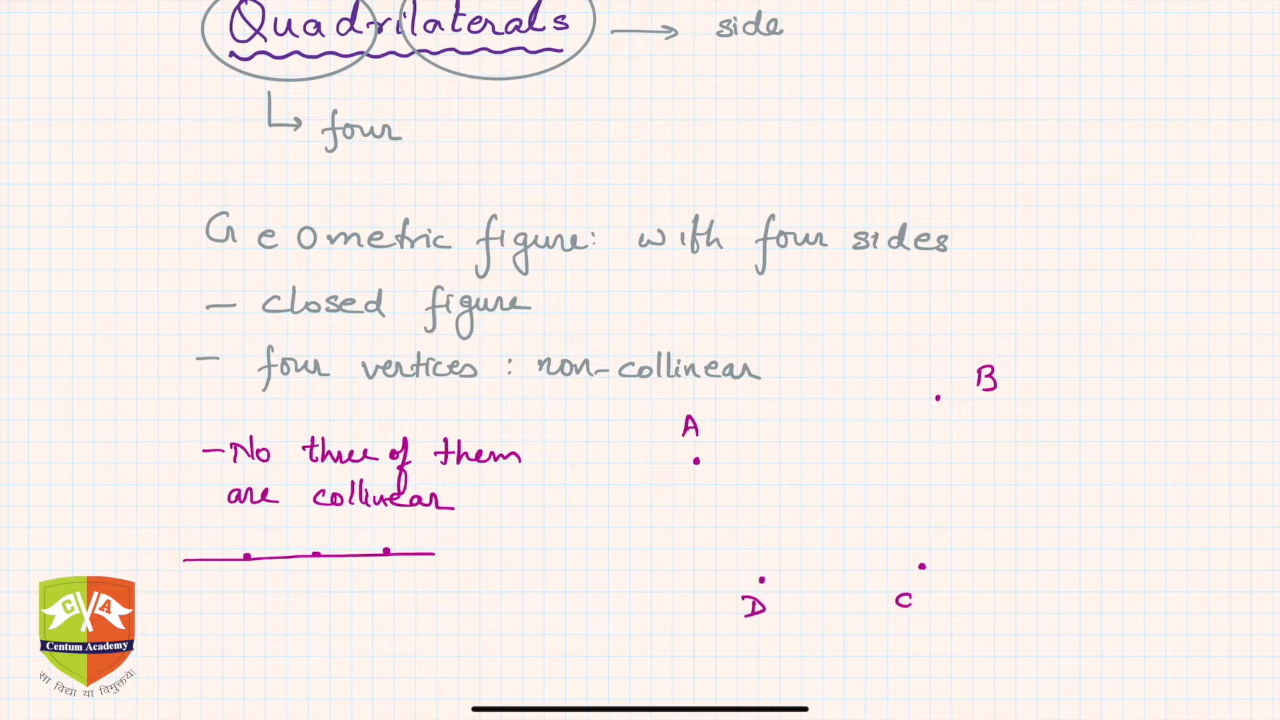 Quadrilaterals → side
four
Geometric figure: with four sides
- closed figure
- four vertices : non-collinear
B
A
- No three of them
are collinear
D
C
C A
Centum Academy
सा विद्या या विमुक्तये।